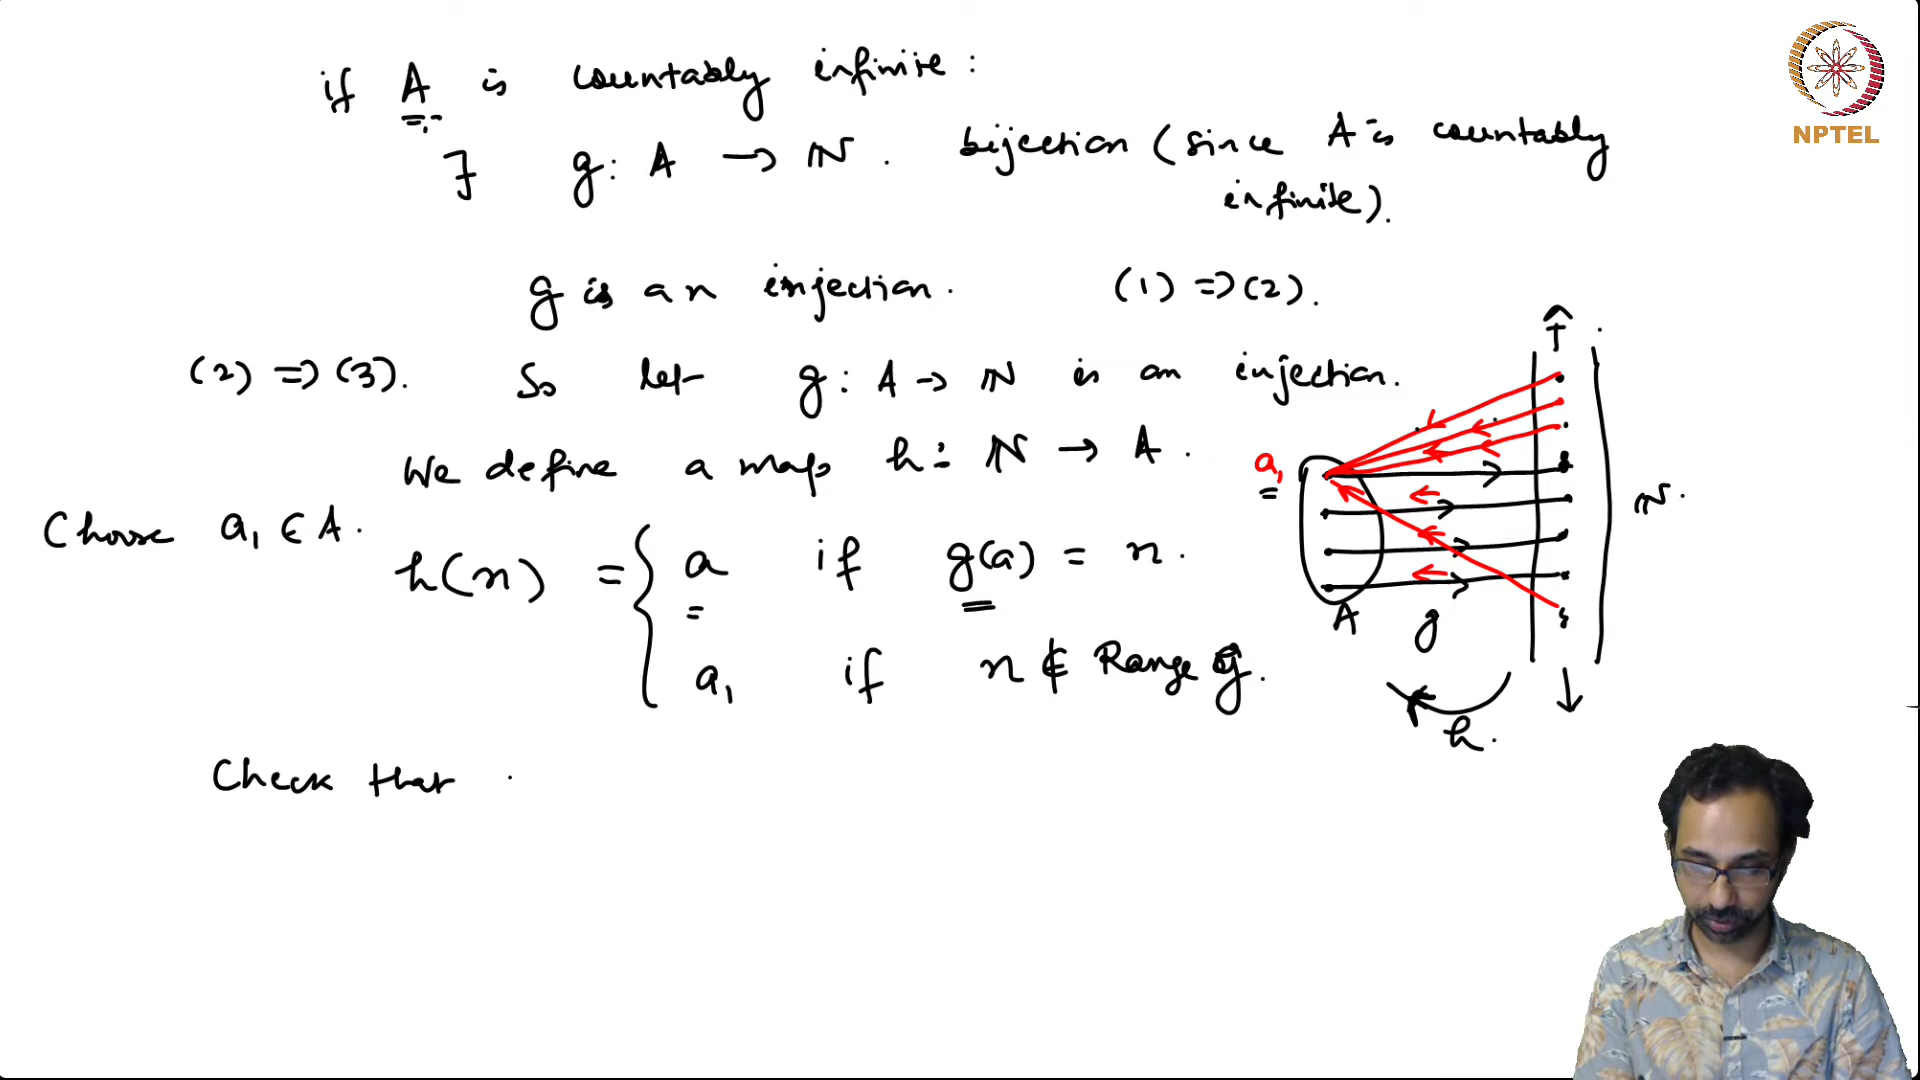 if A is countably infinite :
NPTEL
∃ g : A → ℕ . bijection (since A is countably
infinite).
g is an injection. (1) => (2).
(2) => (3). So let g : A → ℕ is an injection.
We define a map h : ℕ → A .
a₁
ℕ.
Choose a₁ ∈ A.
h(n) = { a if g(a) = n .
a₁ if n ∉ Range g.
A g
h.
Check that